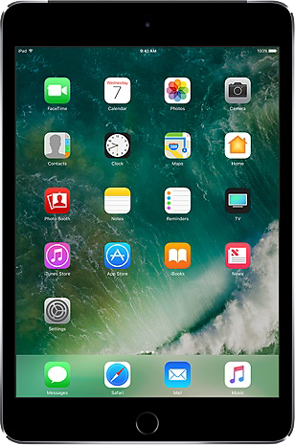 iPad 9:41 AM 100%
Wednesday
7
FaceTime Calendar Photos Camera
Contacts Clock Maps Home
Photo Booth Notes Reminders TV
tv
iTunes Store App Store iBooks News
Settings
Messages Safari Mail Music